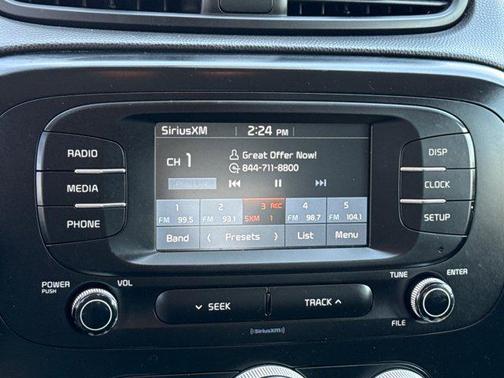 SiriusXM 2:24 PM
RADIO
MEDIA
PHONE
CH 1
Great Offer Now!
844-711-8800
1 2 3 REC 4 5
FM 99.5 FM 93.1 SXM 1 FM 98.7 FM 104.1
Band ( Presets ) List Menu
DISP
CLOCK
SETUP
POWER
PUSH
VOL
SEEK
TRACK
TUNE
ENTER
FILE
SiriusXM